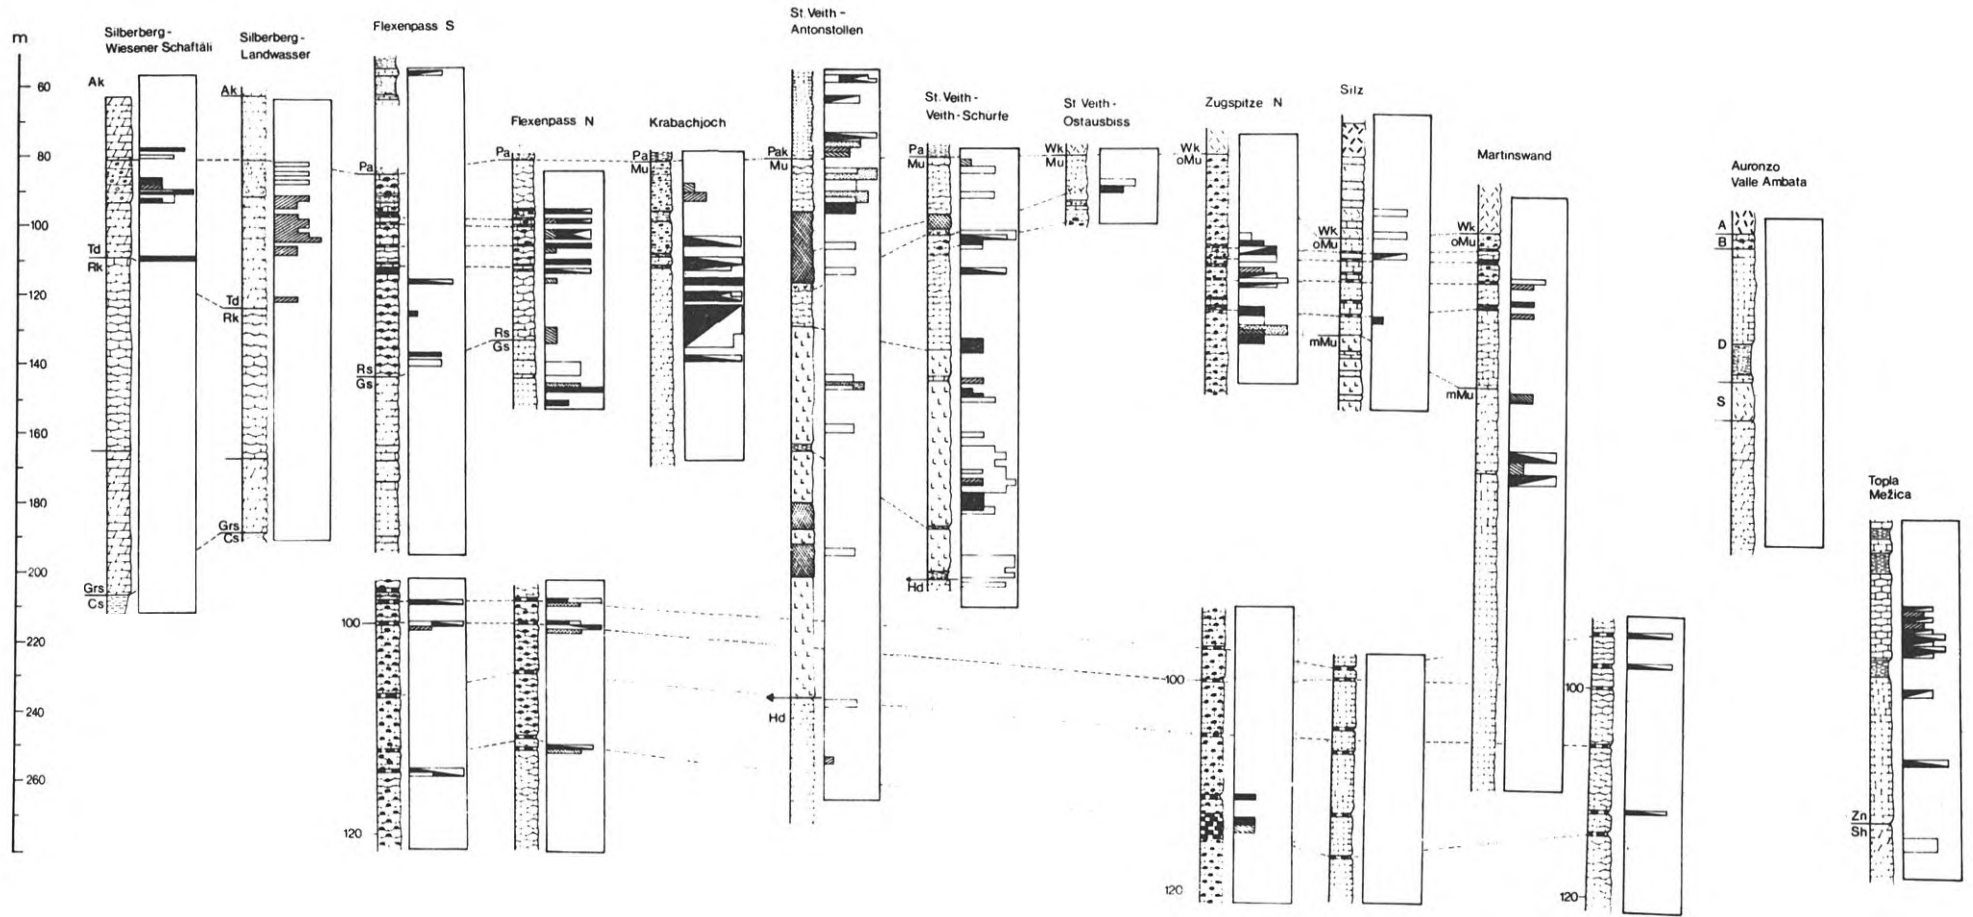 m
60
80
100
120
140
160
180
200
220
240
260
Silberberg -
Wiesener Schaftäli
Ak
Td
Rk
Grs
Cs
Silberberg -
Landwasser
Ak
Td
Rk
Grs
Cs
Flexenpass S
Pa
Rs
Gs
100
120
Flexenpass N
Pa
Rs
Gs
Krabachjoch
Pa
Mu
St. Veith -
Antonstollen
Pak
Mu
Hd
St. Veith -
Veith - Schürfe
Pa
Mu
Hd
St Veith -
Ostausbiss
Wk
Mu
Zugspitze N
Wk
oMu
100
120
Silz
Wk
oMu
mMu
Martinswand
Wk
oMu
mMu
100
120
Auronzo
Valle Ambata
A
B
D
S
Topla
Mežica
Zn
Sh